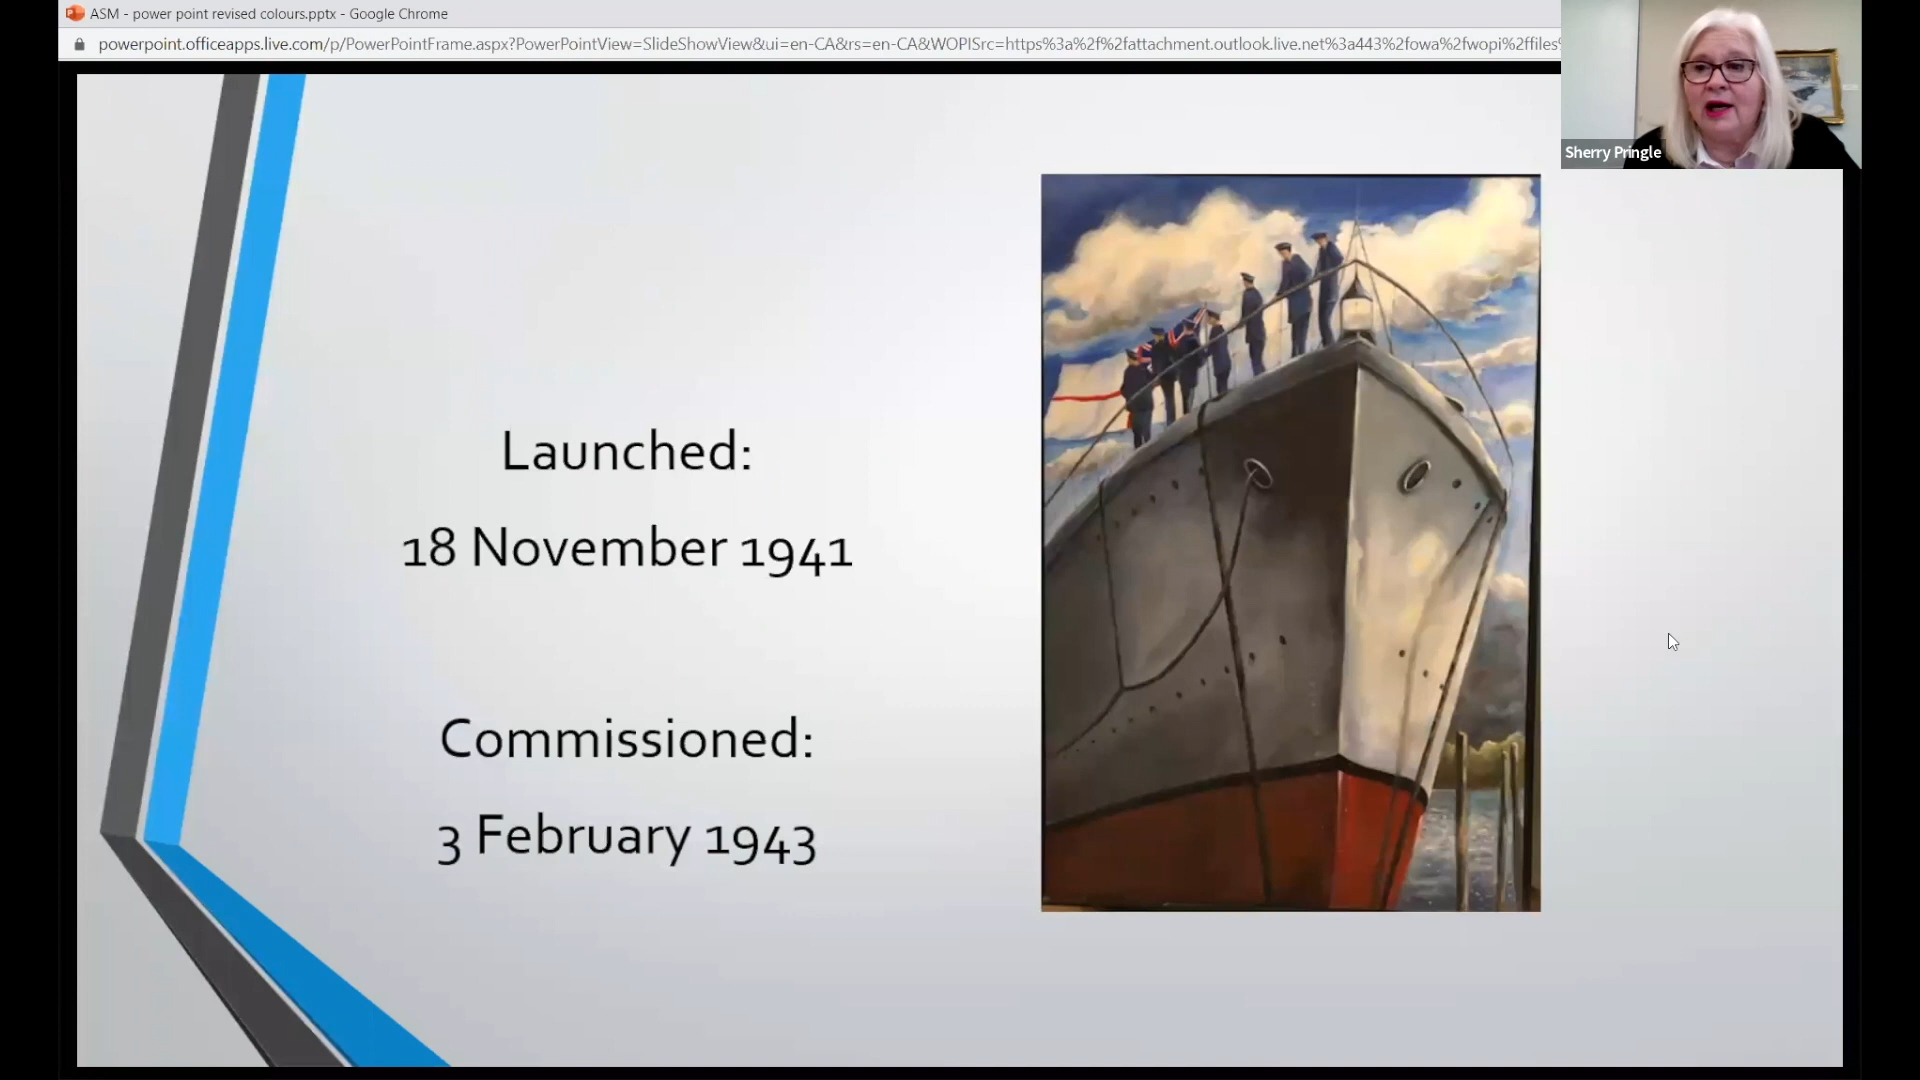 ASM - power point revised colours.pptx - Google Chrome
powerpoint.officeapps.live.com/p/PowerPointFrame.aspx?PowerPointView=SlideShowView&ui=en-CA&rs=en-CA&WOPISrc=https%3a%2f%2fattachment.outlook.live.net%3a443%2fowa%2fwopi%2ffiles%
Sherry Pringle
Launched:
18 November 1941
Commissioned:
3 February 1943